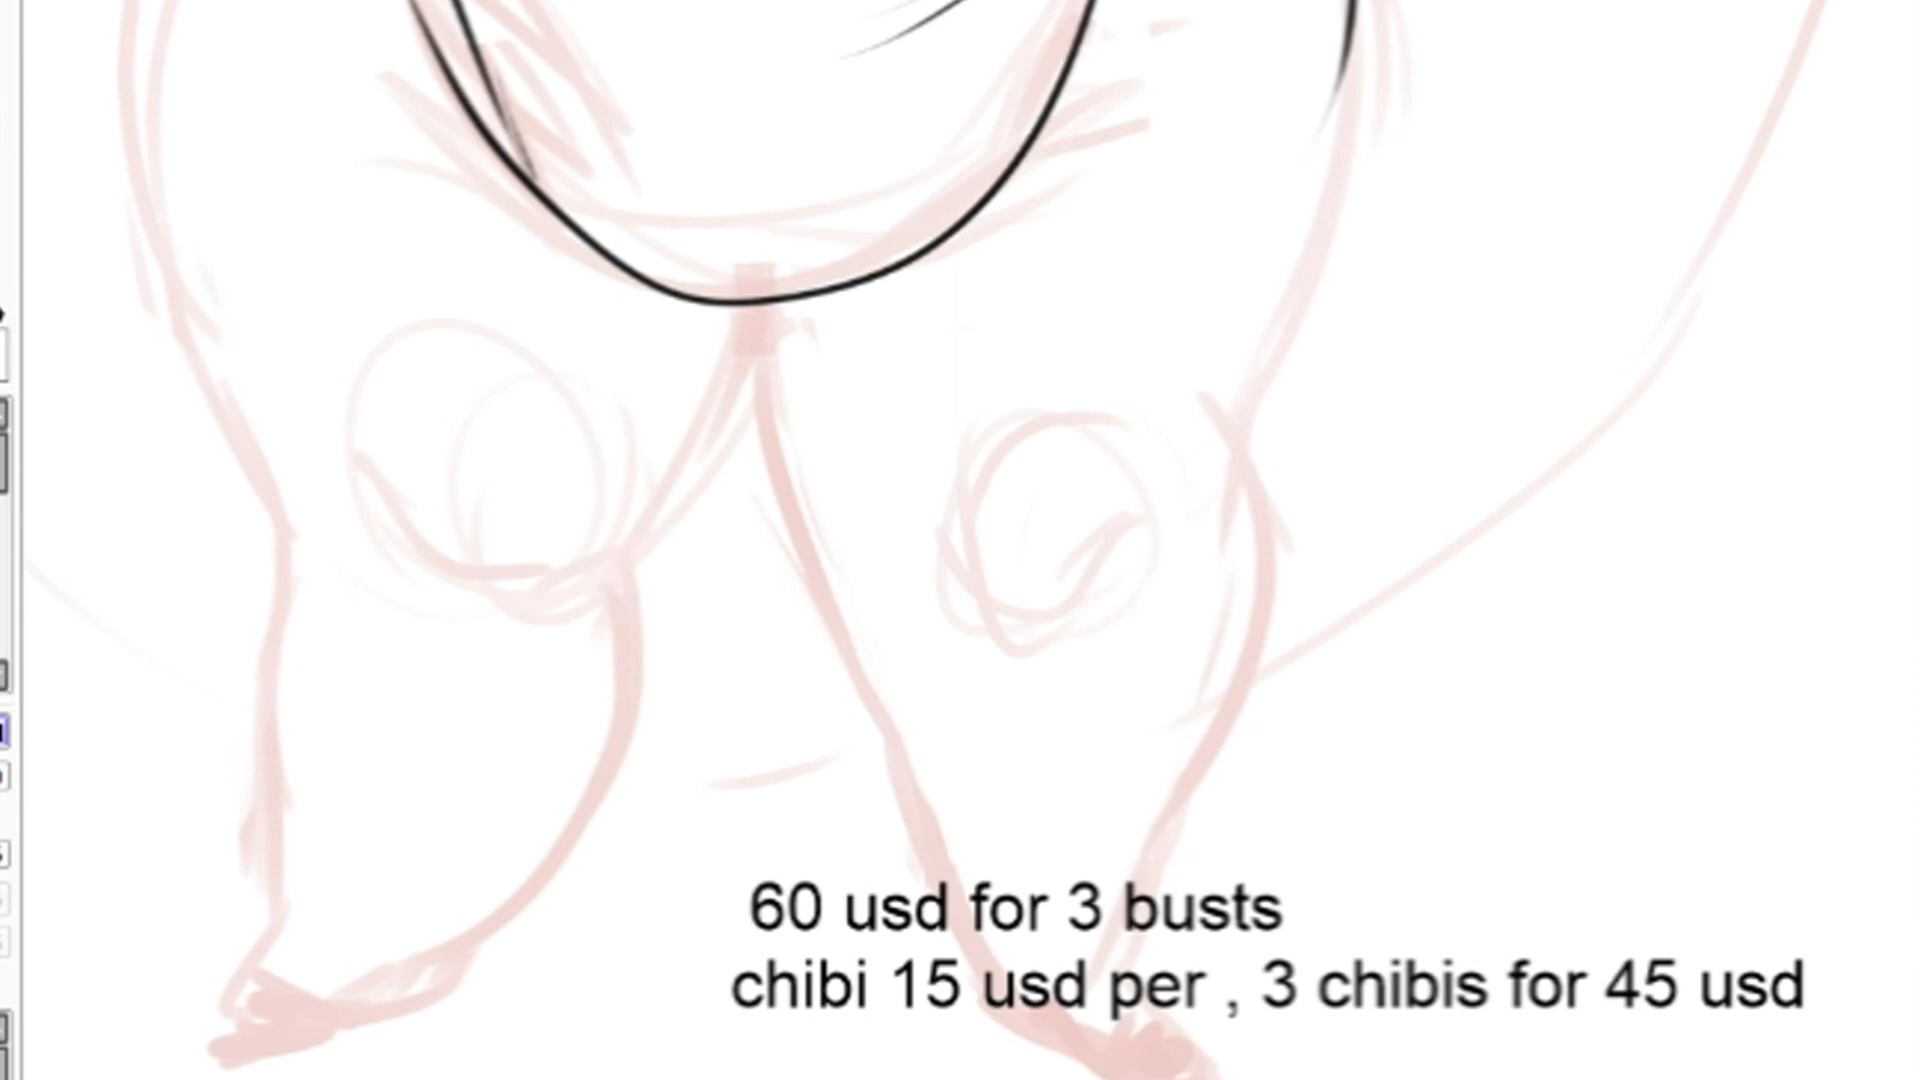 60 usd for 3 busts
chibi 15 usd per , 3 chibis for 45 usd